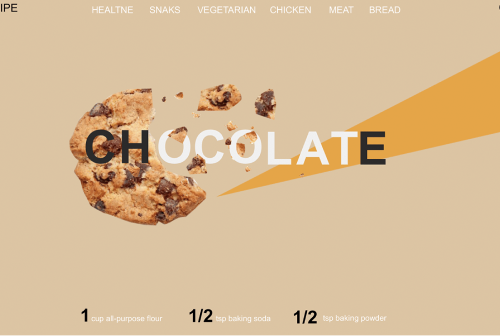 IPE HEALTNE SNAKS VEGETARIAN CHICKEN MEAT BREAD
CHOCOLATE
1 cup all-purpose flour 1/2 tsp baking soda 1/2 tsp baking powder